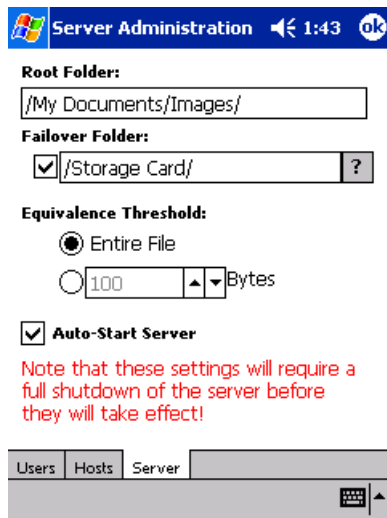 Server Administration 1:43 ok
Root Folder:
/My Documents/Images/
Failover Folder:
/Storage Card/ ?
Equivalence Threshold:
Entire File
100 Bytes
Auto-Start Server
Note that these settings will require a
full shutdown of the server before
they will take effect!
Users Hosts Server